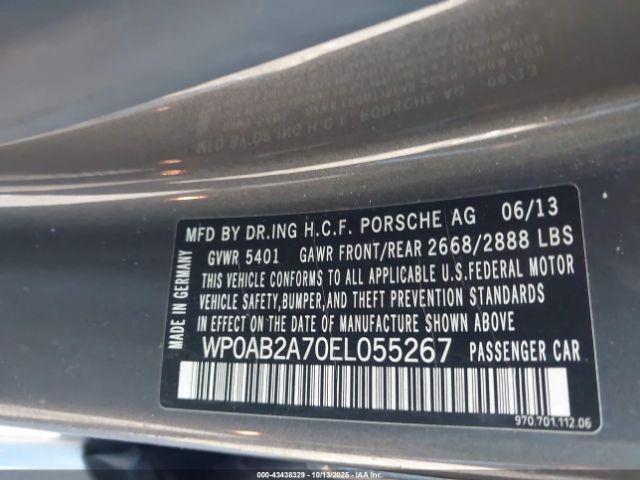 MFD BY DR.ING H.C.F. PORSCHE AG 06/13
GVWR 5401 GAWR FRONT/REAR 2668/2888 LBS
THIS VEHICLE CONFORMS TO ALL APPLICABLE U.S.FEDERAL MOTOR
VEHICLE SAFETY,BUMPER,AND THEFT PREVENTION STANDARDS
IN EFFECT ON THE DATE OF MANUFACTURE SHOWN ABOVE.
WP0AB2A70EL055267 PASSENGER CAR
MADE IN GERMANY
970.701.112.06
000-43438329 - 10/13/2025 - IAAI.COM